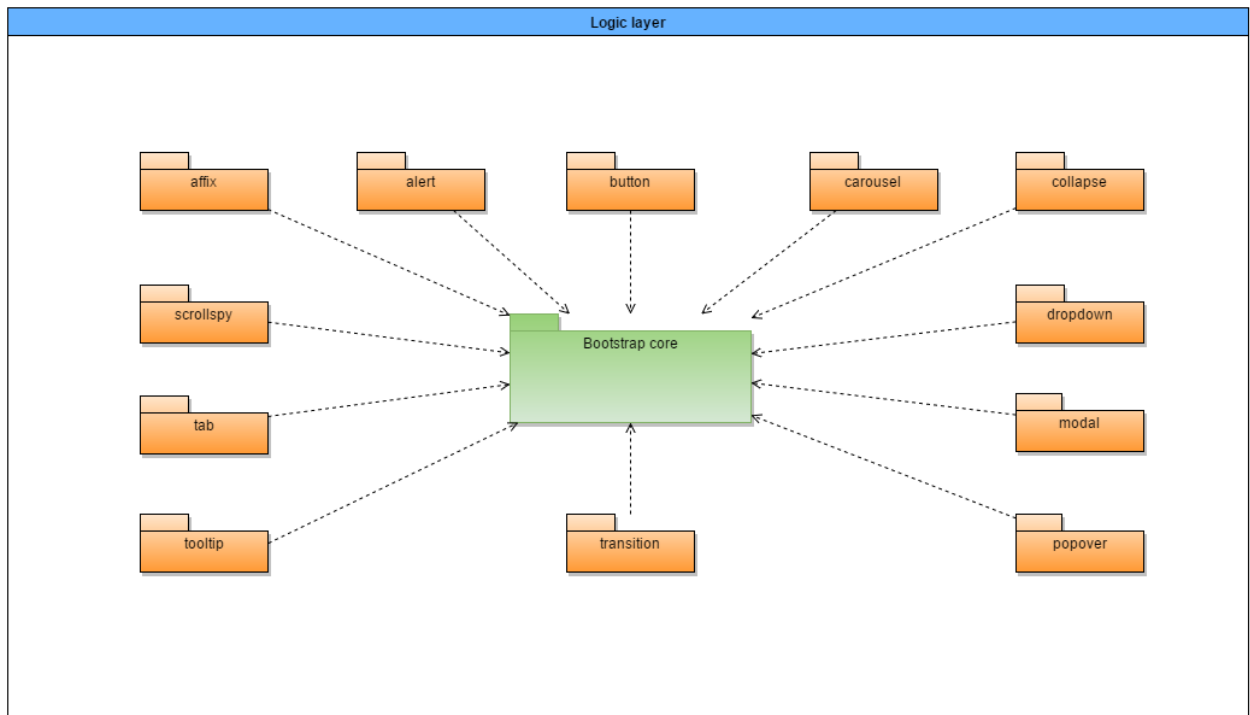 Logic layer
affix
alert
button
carousel
collapse
scrollspy
dropdown
Bootstrap core
tab
modal
tooltip
transition
popover